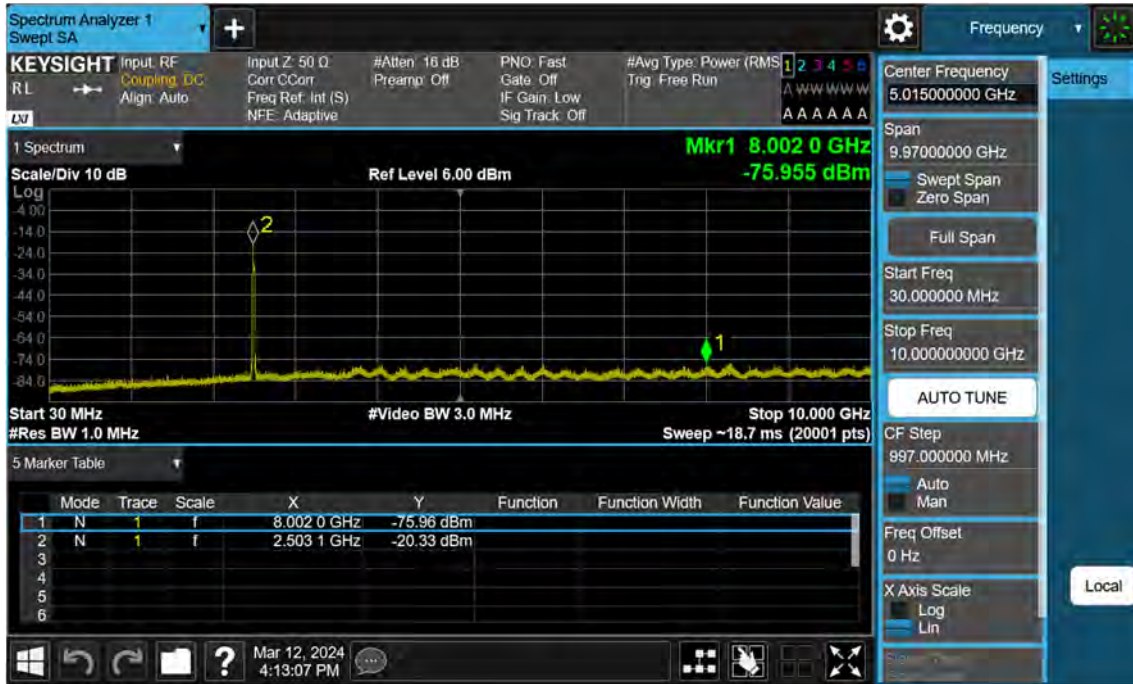 Spectrum Analyzer 1
Swept SA
+
Frequency
KEYSIGHT
RL
LXI
Input: RF
Coupling: DC
Align: Auto
Input Z: 50 Ω
Corr CCorr
Freq Ref: Int (S)
NFE: Adaptive
#Atten: 16 dB
Preamp: Off
PNO: Fast
Gate: Off
IF Gain: Low
Sig Track: Off
#Avg Type: Power (RMS
Trig: Free Run
1 2 3 4 5 6
A W W W W W
A A A A A A
Center Frequency
5.015000000 GHz
Settings
1 Spectrum
Mkr1 8.002 0 GHz
Scale/Div 10 dB
Ref Level 6.00 dBm
-75.955 dBm
Log
-4.00
-14.0
-24.0
-34.0
-44.0
-54.0
-64.0
-74.0
-84.0
2
1
Start 30 MHz
#Video BW 3.0 MHz
Stop 10.000 GHz
#Res BW 1.0 MHz
Sweep ~18.7 ms (20001 pts)
Span
9.97000000 GHz
Swept Span
Zero Span
Full Span
Start Freq
30.000000 MHz
Stop Freq
10.000000000 GHz
AUTO TUNE
CF Step
997.000000 MHz
Auto
Man
Freq Offset
0 Hz
X Axis Scale
Log
Lin
Local
5 Marker Table
Mode Trace Scale X Y Function Function Width Function Value
1 N 1 f 8.002 0 GHz -75.96 dBm
2 N 1 f 2.503 1 GHz -20.33 dBm
3
4
5
6
?
Mar 12, 2024
4:13:07 PM